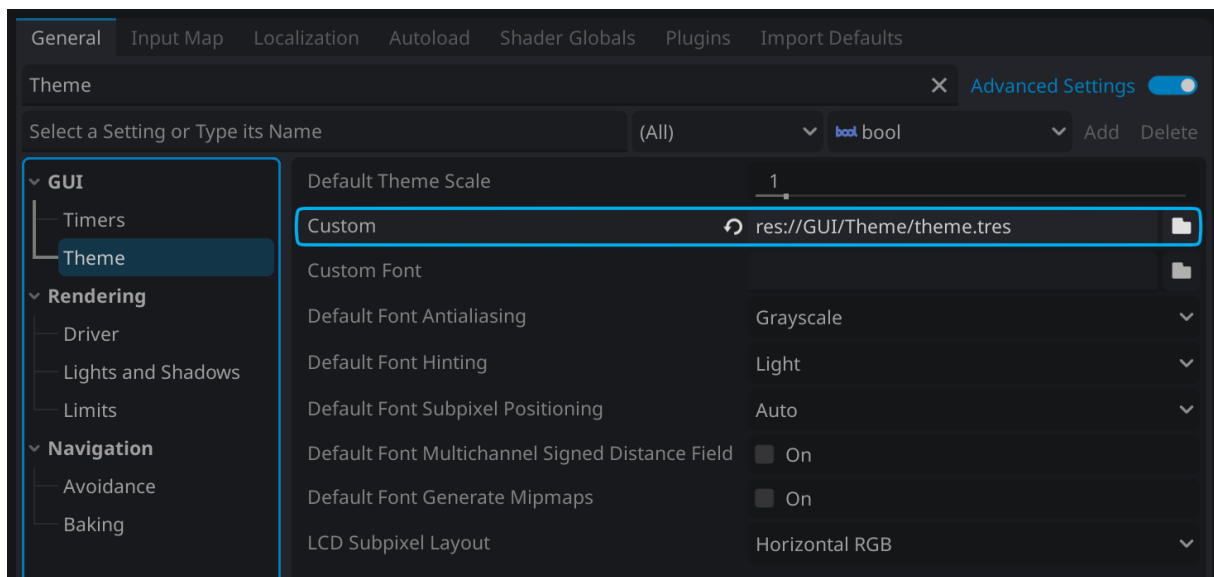 General Input Map Localization Autoload Shader Globals Plugins Import Defaults
Theme Advanced Settings
Select a Setting or Type its Name (All) bool bool Add Delete
GUI
Timers
Theme
Rendering
Driver
Lights and Shadows
Limits
Navigation
Avoidance
Baking
Default Theme Scale 1
Custom res://GUI/Theme/theme.tres
Custom Font
Default Font Antialiasing Grayscale
Default Font Hinting Light
Default Font Subpixel Positioning Auto
Default Font Multichannel Signed Distance Field On
Default Font Generate Mipmaps On
LCD Subpixel Layout Horizontal RGB